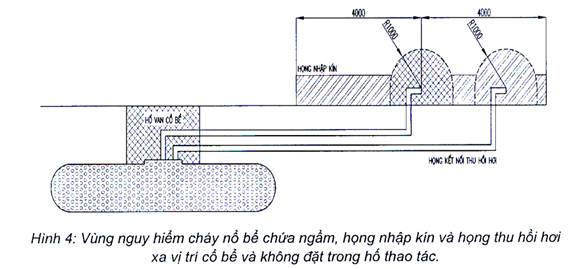 4000
4000
R1000
R1000
HỌNG NHẬP KÍN
HỐ VAN CỔ BỂ
HỌNG KẾT NỐI THU HỒI HƠI
Hình 4: Vùng nguy hiểm cháy nổ bể chứa ngầm, họng nhập kín và họng thu hồi hơi
xa vị trí cổ bể và không đặt trong hố thao tác.